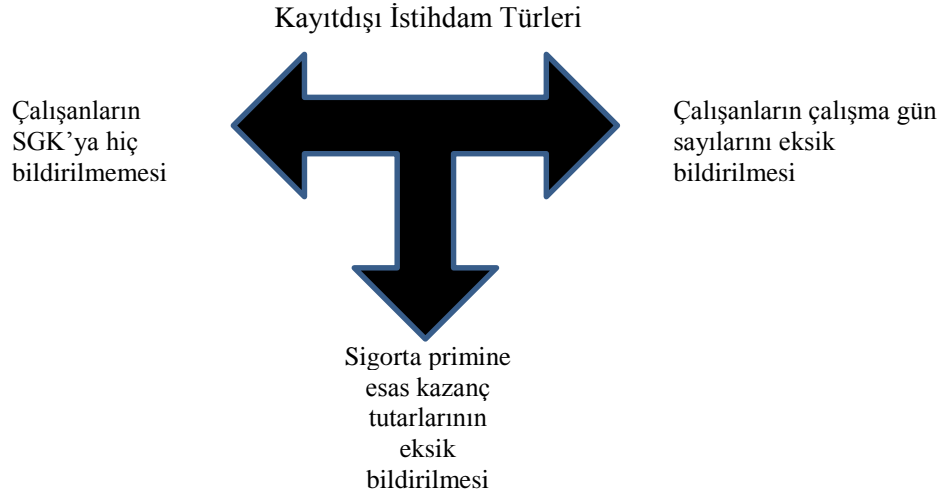 Kayıtdışı İstihdam Türleri
Çalışanların
SGK’ya hiç
bildirilmemesi
Çalışanların çalışma gün
sayılarını eksik
bildirilmesi
Sigorta primine
esas kazanç
tutarlarının
eksik
bildirilmesi